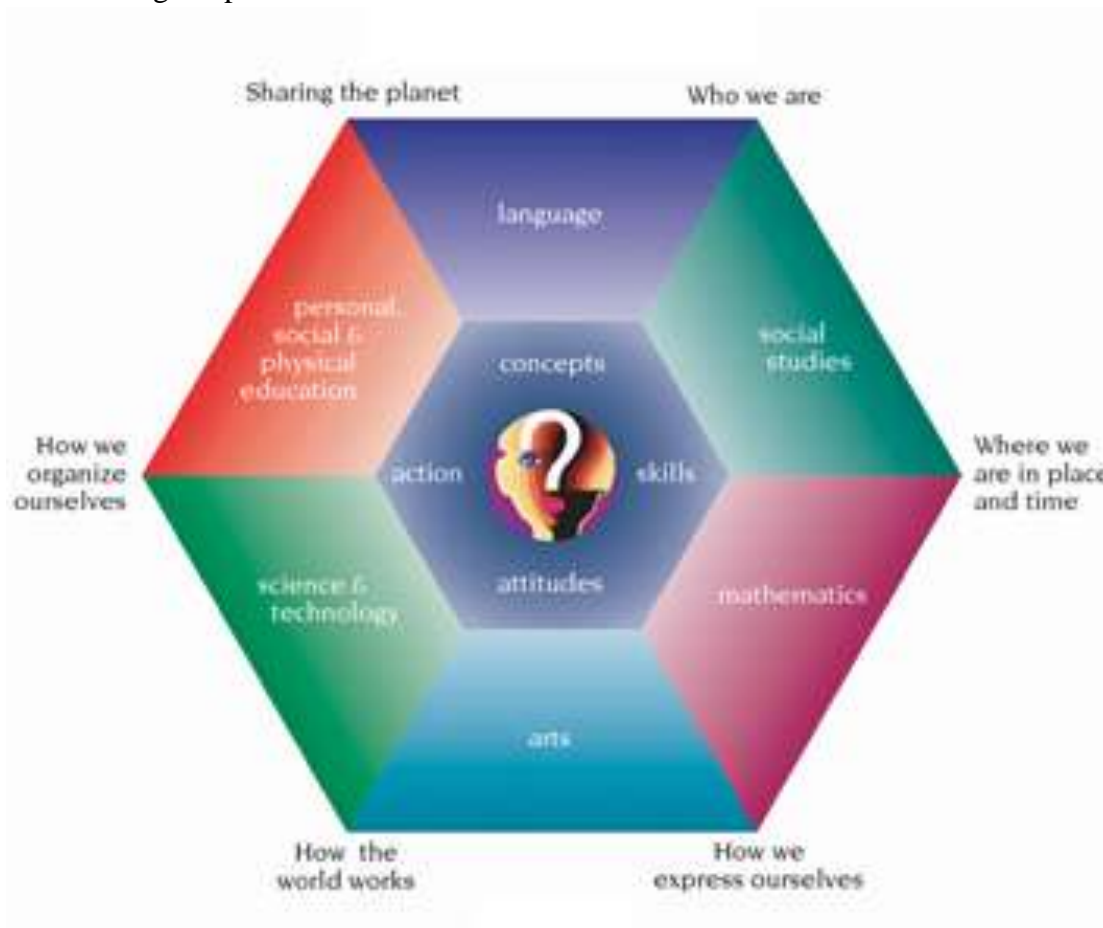 Sharing the planet
Who we are
language
personal,
social &
physical
education
social
studies
concepts
How we
organize
ourselves
action
?
skills
Where we
are in place
and time
science &
technology
attitudes
mathematics
arts
How the
world works
How we
express ourselves